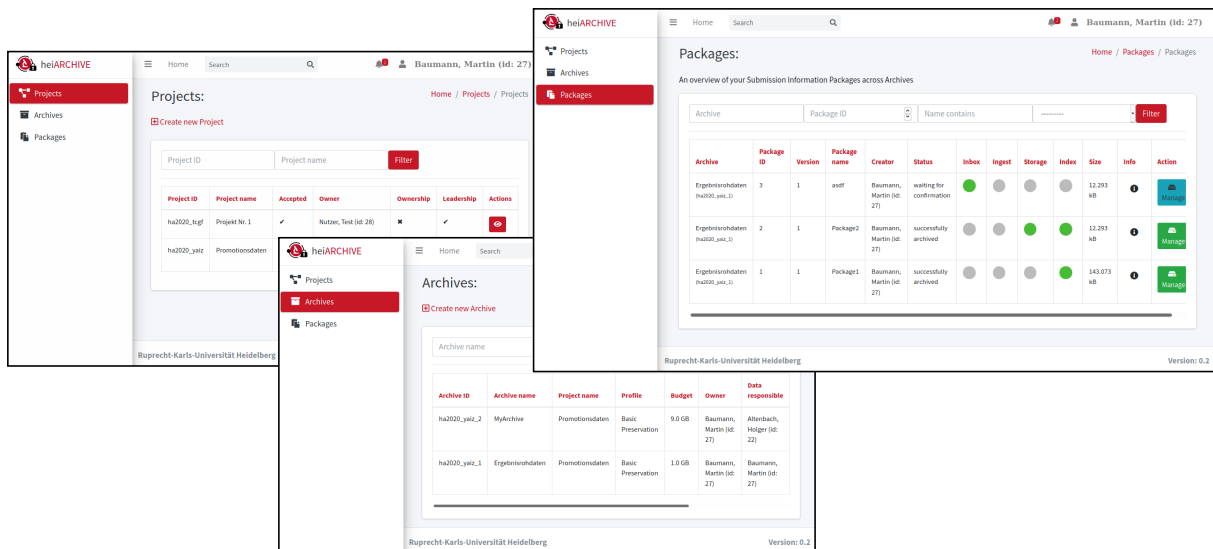 heiARCHIVE
Home Search Baumann, Martin (id: 27)
Projects
Archives
Packages
Projects:
Home / Projects / Projects
Create new Project
Project ID Project name Filter
Project ID Project name Accepted Owner Ownership Leadership Actions
ha2020_tcgf Projekt Nr. 1 ✔ Nutzer, Test (id: 28) ✖ ✔
ha2020_yaiz Promotionsdaten
Ruprecht-Karls-Universität Heidelberg
heiARCHIVE
Home Search
Projects
Archives
Packages
Archives:
Create new Archive
Archive name
Archive ID Archive name Project name Profile Budget Owner Data responsible
ha2020_yaiz_2 MyArchive Promotionsdaten Basic Preservation 9.0 GB Baumann, Martin (id: 27) Altenbach, Holger (id: 22)
ha2020_yaiz_1 Ergebnisrohdaten Promotionsdaten Basic Preservation 1.0 GB Baumann, Martin (id: 27) Baumann, Martin (id: 27)
Ruprecht-Karls-Universität Heidelberg Version: 0.2
heiARCHIVE
Home Search Baumann, Martin (id: 27)
Projects
Archives
Packages
Packages:
Home / Packages / Packages
An overview of your Submission Information Packages across Archives
Archive Package ID Name contains --------- Filter
Archive Package ID Version Package name Creator Status Inbox Ingest Storage Index Size Info Action
Ergebnisrohdaten (ha2020_yaiz_1) 3 1 asdf Baumann, Martin (id: 27) waiting for confirmation 12.293 kB Manage
Ergebnisrohdaten (ha2020_yaiz_1) 2 1 Package2 Baumann, Martin (id: 27) successfully archived 12.293 kB Manage
Ergebnisrohdaten (ha2020_yaiz_1) 1 1 Package1 Baumann, Martin (id: 27) successfully archived 143.073 kB Manage
Ruprecht-Karls-Universität Heidelberg Version: 0.2